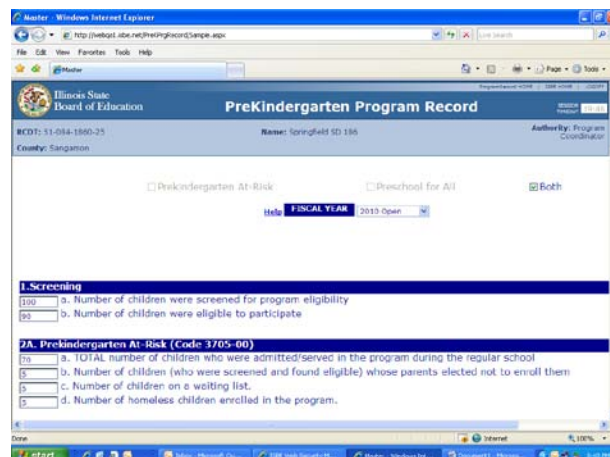 Master - Windows Internet Explorer
http://webqa1.isbe.net/PreKPrgRecord/Sample.aspx
Live Search
File Edit View Favorites Tools Help
Master
Page Tools
Illinois State
Board of Education
PreKindergarten Program Record
RCDT: 51-084-1860-25
Name: Springfield SD 186
Authority: Program
Coordinator
County: Sangamon
Prekindergarten At-Risk
Preschool for All
Both
Help FISCAL YEAR 2010-Open
1.Screening
100 a. Number of children were screened for program eligibility
90 b. Number of children were eligible to participate
2A. Prekindergarten At-Risk (Code 3705-00)
70 a. TOTAL number of children who were admitted/served in the program during the regular school
5 b. Number of children (who were screened and found eligible) whose parents elected not to enroll them
5 c. Number of children on a waiting list.
5 d. Number of homeless children enrolled in the program.
Done
Internet
100%
start